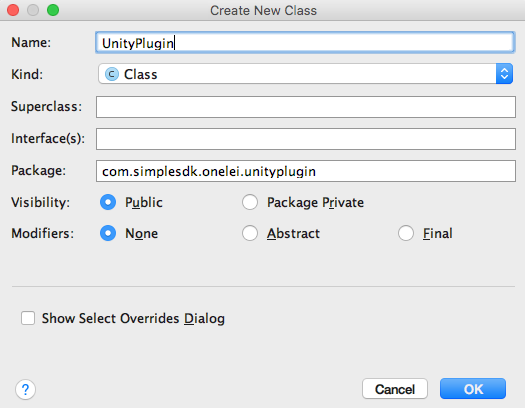 Create New Class
Name: UnityPlugin
Kind: C Class
Superclass:
Interface(s):
Package: com.simplesdk.onelei.unityplugin
Visibility: Public Package Private
Modifiers: None Abstract Final
Show Select Overrides Dialog
? Cancel OK